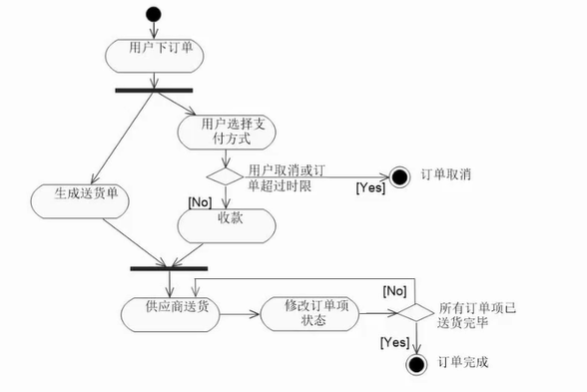 用户下订单
用户选择支
付方式
用户取消或订
单超过时限
[Yes]
订单取消
生成送货单
[No]
收款
[No]
供应商送货
修改订单项
状态
所有订单项已
送货完毕
[Yes]
订单完成